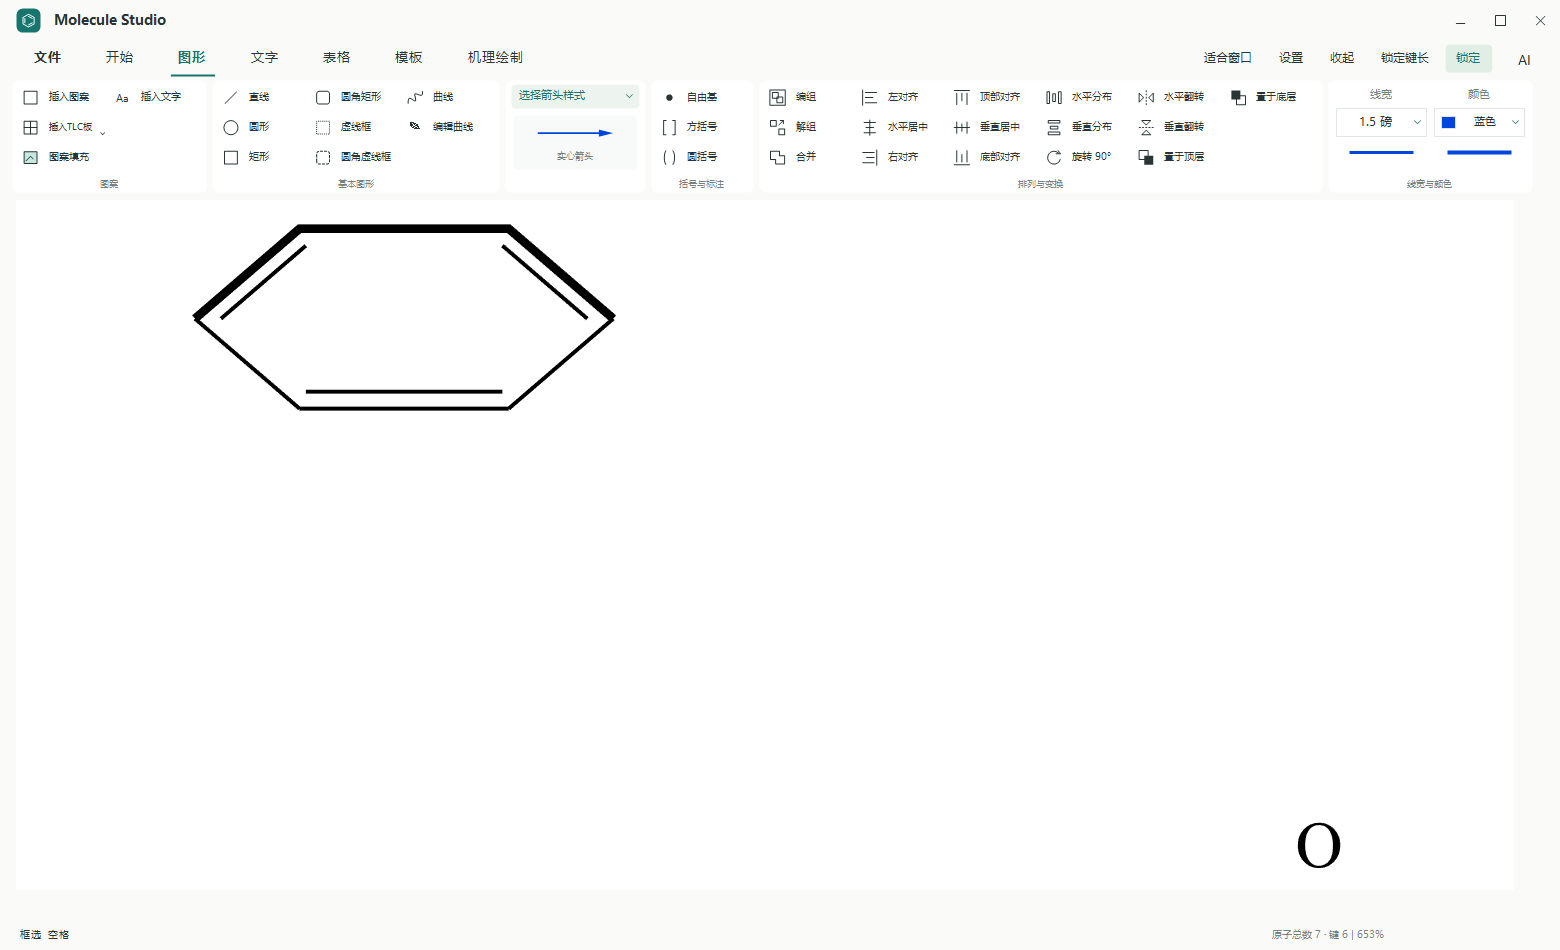 Molecule Studio
文件 开始 图形 文字 表格 模板 机理绘制 适合窗口 设置 收起 锁定键长 锁定 AI
插入图案 Aa 插入文字
插入TLC板
图案填充
图案
直线 圆角矩形 曲线
圆形 虚线框 编辑曲线
矩形 圆角虚线框
基本图形
选择箭头样式
实心箭头
自由基
方括号
圆括号
括号与标注
编组 左对齐 顶部对齐 水平分布 水平翻转 置于底层
解组 水平居中 垂直居中 垂直分布 垂直翻转
合并 右对齐 底部对齐 旋转 90° 置于顶层
排列与变换
线宽 颜色
1.5 磅 蓝色
线宽与颜色
O
框选 空格
原子总数 7 · 键 6 | 653%